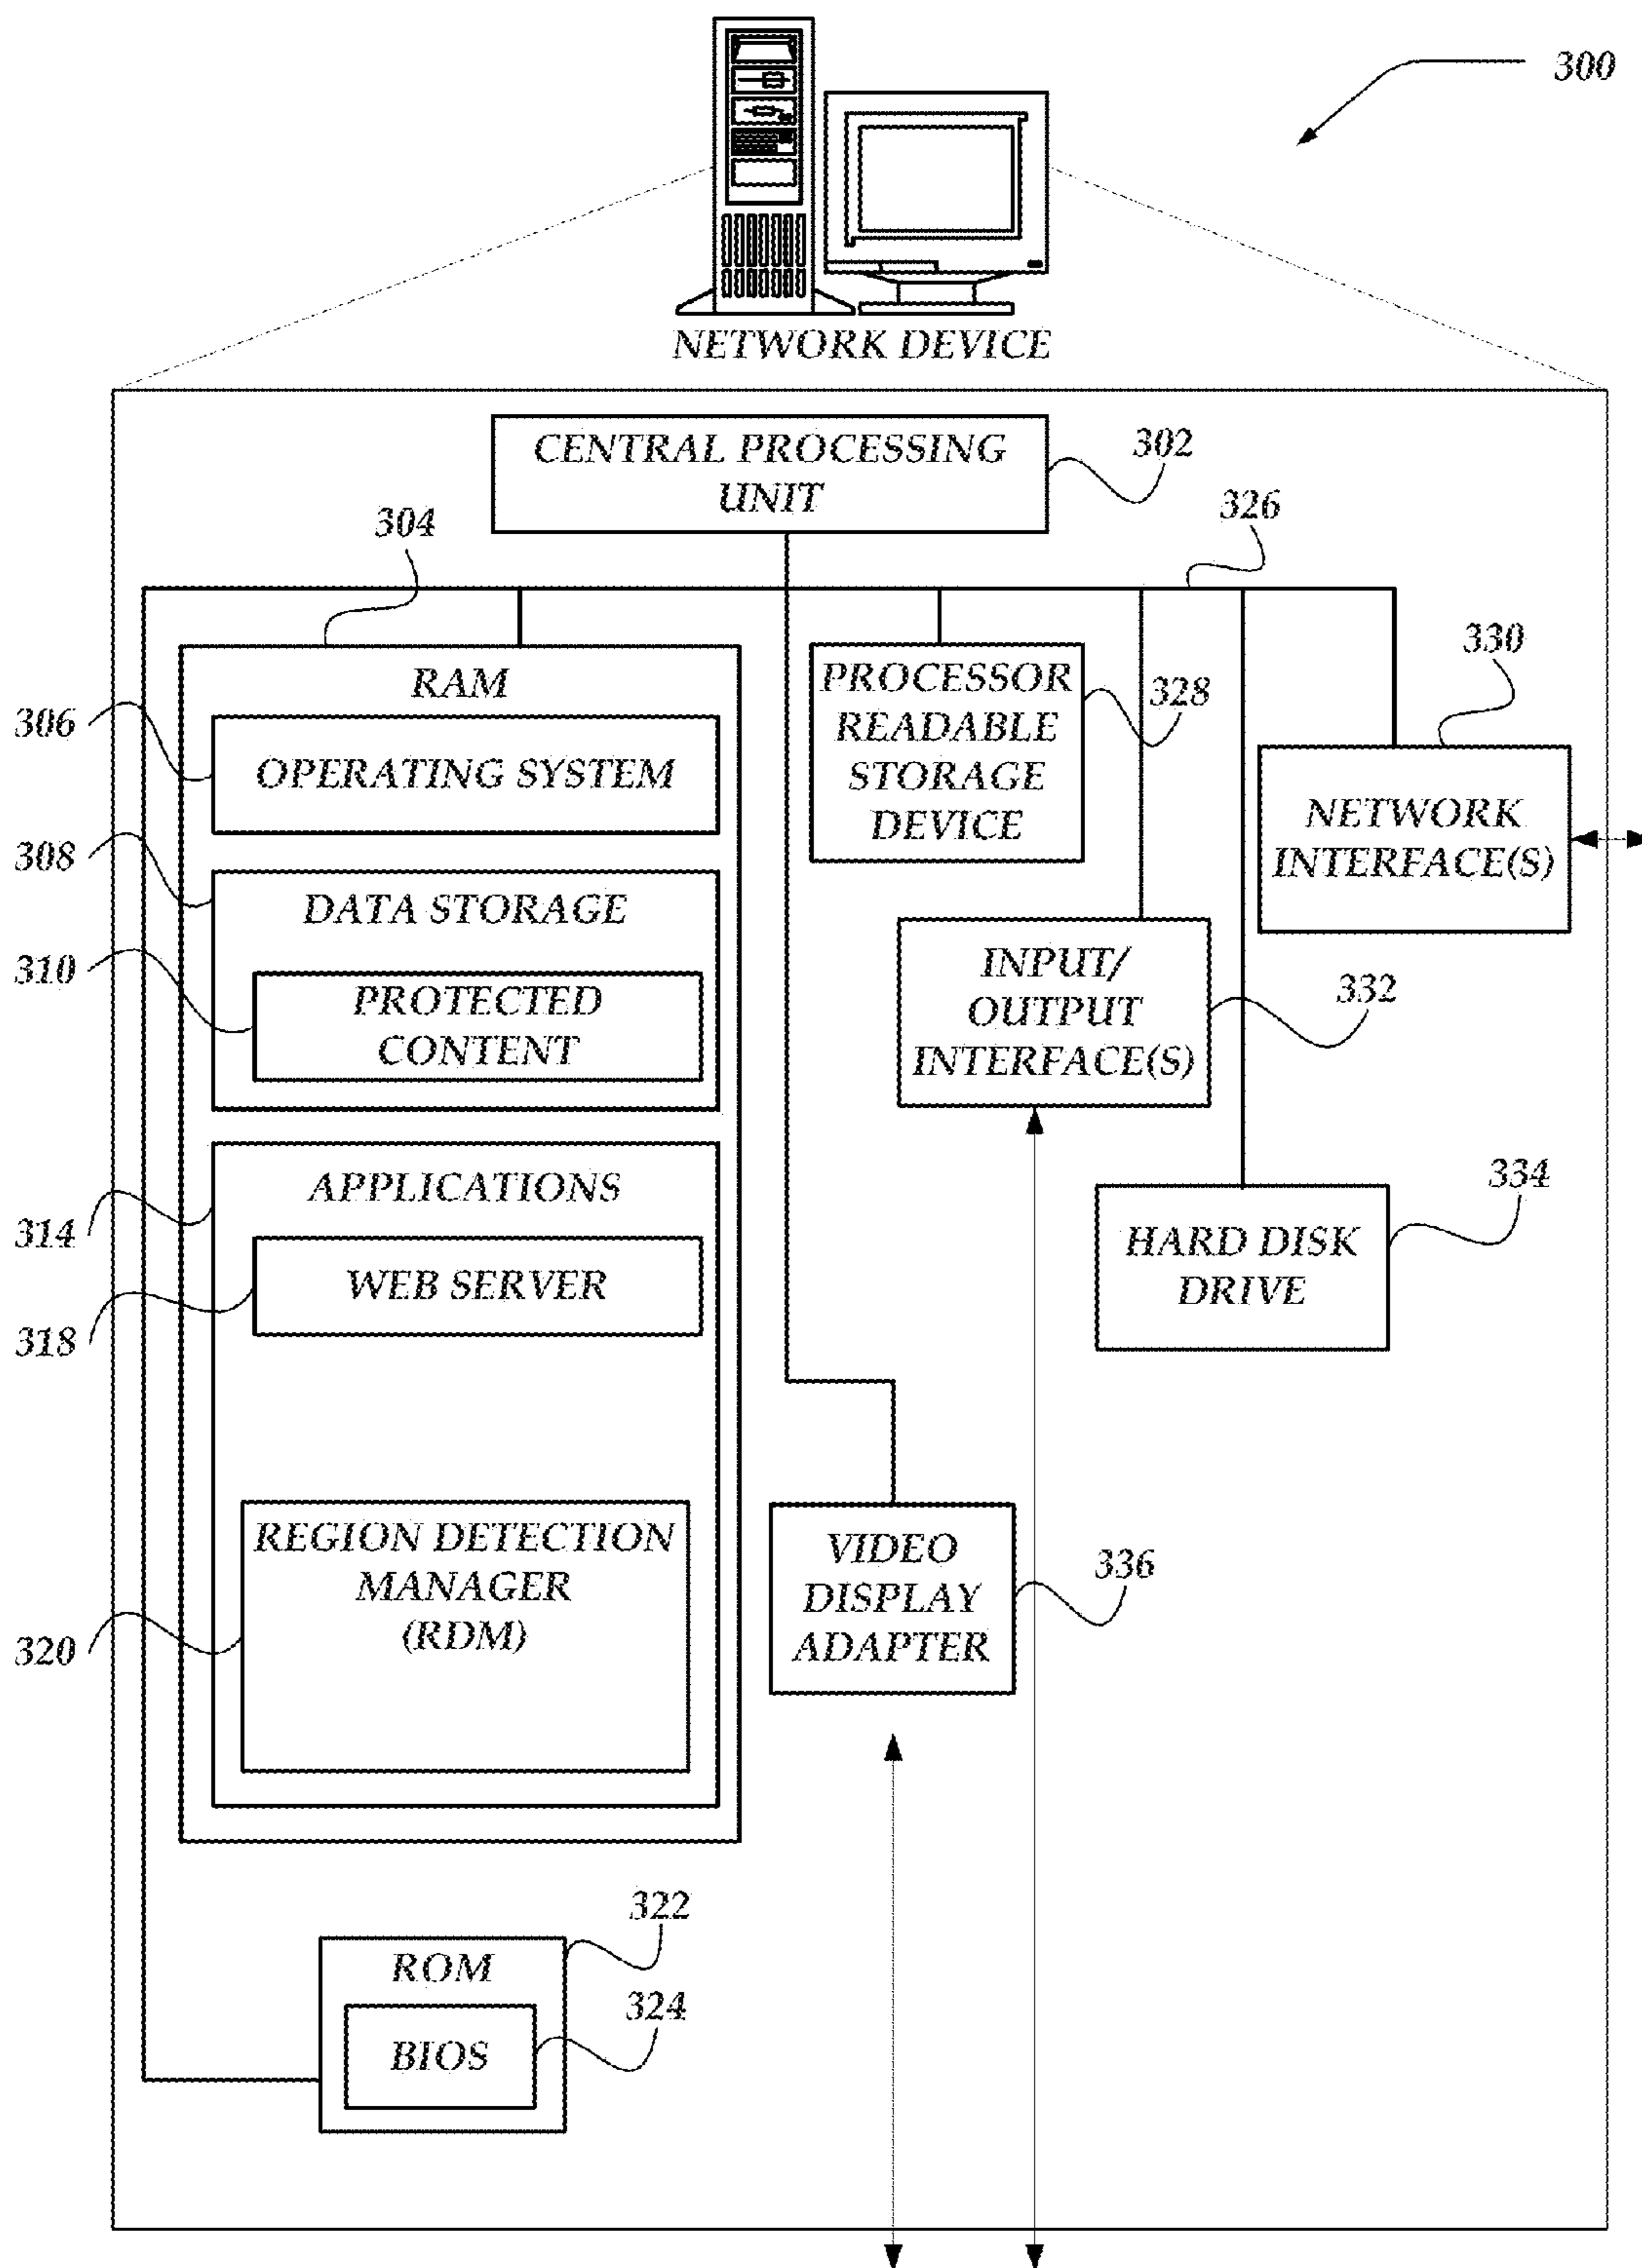 300
NETWORK DEVICE
CENTRAL PROCESSING
UNIT
302
304
326
RAM
306
OPERATING SYSTEM
308
DATA STORAGE
310
PROTECTED
CONTENT
314
APPLICATIONS
318
WEB SERVER
320
REGION DETECTION
MANAGER
(RDM)
PROCESSOR
READABLE
STORAGE
DEVICE
328
330
NETWORK
INTERFACE(S)
INPUT/
OUTPUT
INTERFACE(S)
332
334
HARD DISK
DRIVE
VIDEO
DISPLAY
ADAPTER
336
322
ROM
324
BIOS